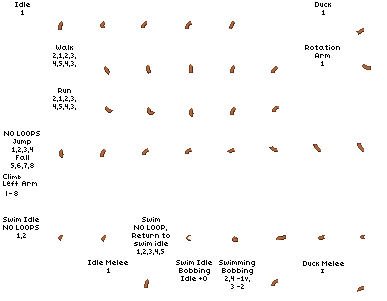 Idle
1
Duck
1
Walk
2,1,2,3,
4,5,4,3,
Rotation
Arm
1
Run
2,1,2,3,
4,5,4,3,
NO LOOPS
Jump
1,2,3,4
Fall
5,6,7,8
Climb
Left Arm
1-8
Swim Idle
NO LOOPS
1,2
Swim
NO LOOP,
Return to
swim idle
1,2,3,4,5
Swim Idle
Bobbing
Idle +0
Swimming
Bobbing
2,4 -1v,
3 -2
Idle Melee
1
Duck Melee
1